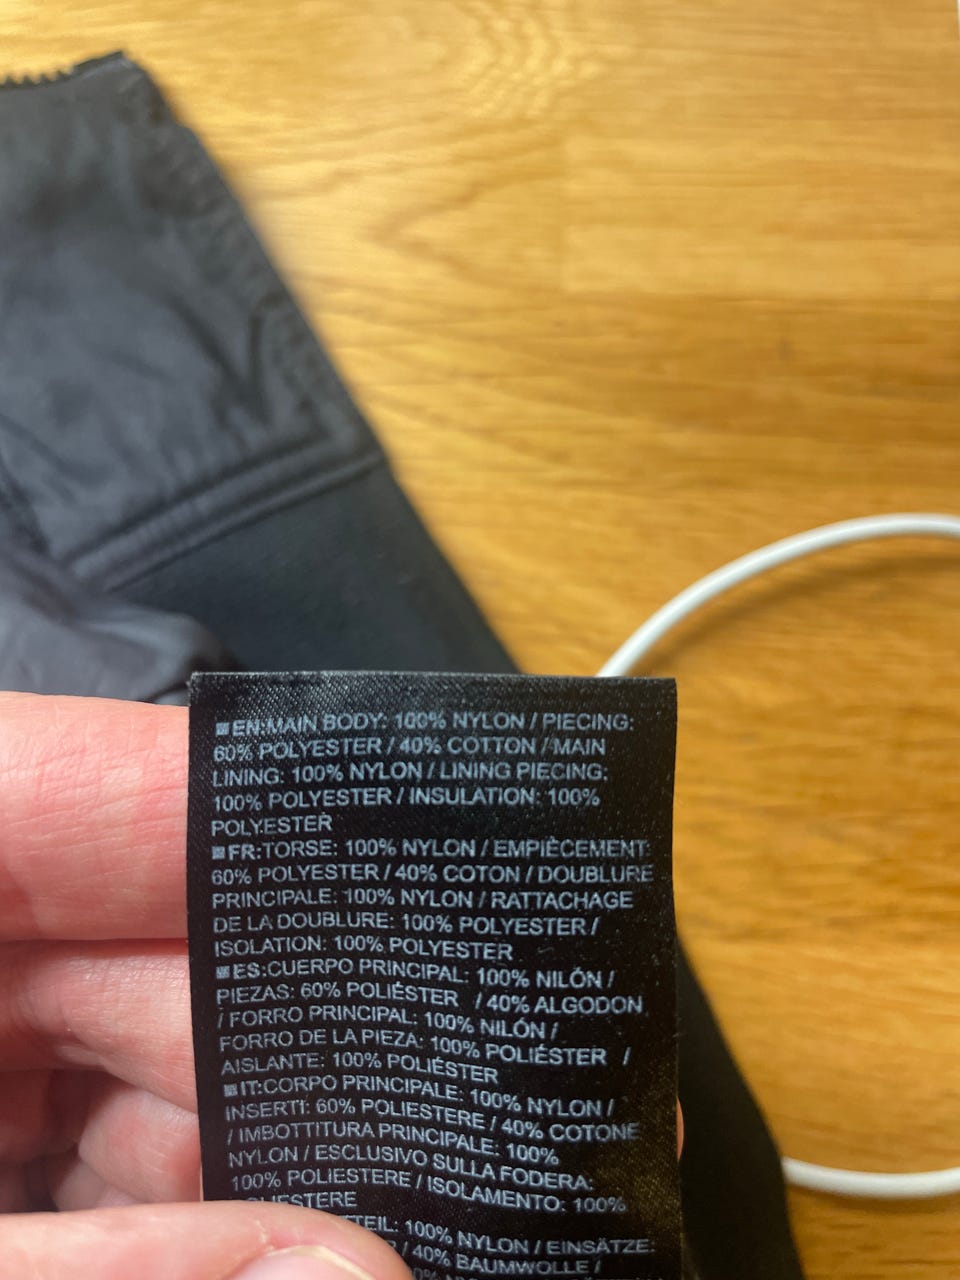 EN:MAIN BODY: 100% NYLON / PIECING:
60% POLYESTER / 40% COTTON / MAIN
LINING: 100% NYLON / LINING PIECING:
100% POLYESTER / INSULATION: 100%
POLYESTER
FR:TORSE: 100% NYLON / EMPIÈCEMENT:
60% POLYESTER / 40% COTON / DOUBLURE
PRINCIPALE: 100% NYLON / RATTACHAGE
DE LA DOUBLURE: 100% POLYESTER /
ISOLATION: 100% POLYESTER
ES:CUERPO PRINCIPAL: 100% NILÓN /
PIEZAS: 60% POLIÉSTER / 40% ALGODON
/ FORRO PRINCIPAL: 100% NILÓN /
FORRO DE LA PIEZA: 100% POLIÉSTER /
AISLANTE: 100% POLIÉSTER
IT:CORPO PRINCIPALE: 100% NYLON /
INSERTI: 60% POLIESTERE / 40% COTONE
/ IMBOTTITURA PRINCIPALE: 100%
NYLON / ESCLUSIVO SULLA FODERA:
100% POLIESTERE / ISOLAMENTO: 100%
POLIESTERE
TEIL: 100% NYLON / EINSÄTZE:
/ 40% BAUMWOLLE /